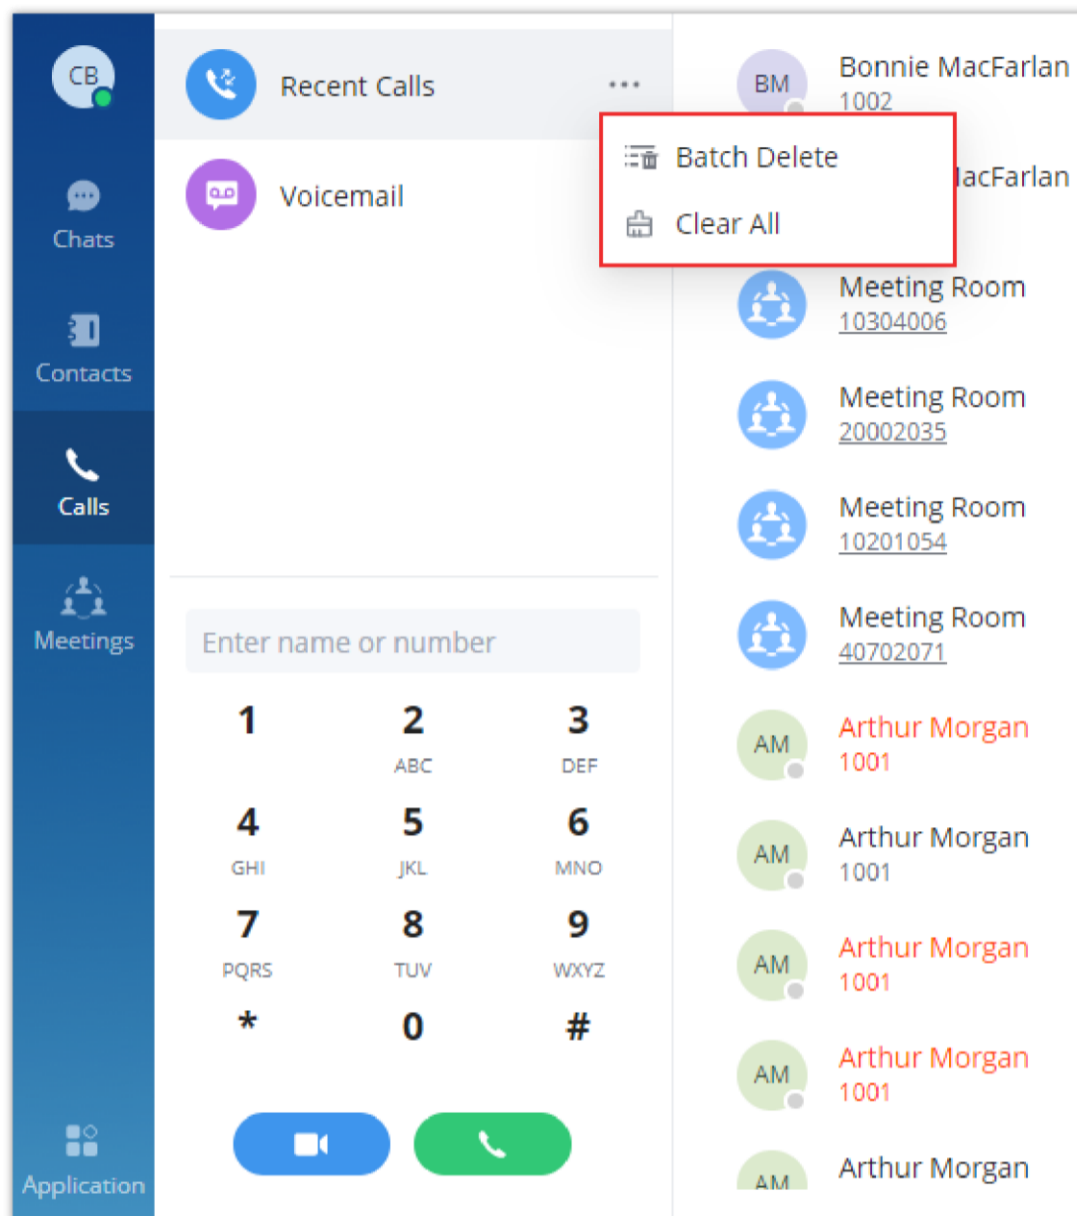 CB
Chats
Contacts
Calls
Meetings
Application
Recent Calls
Voicemail
Batch Delete
Clear All
Enter name or number
1 2 3
ABC DEF
4 5 6
GHI JKL MNO
7 8 9
PQRS TUV WXYZ
* 0 #
BM
Bonnie MacFarlan
1002
MacFarlan
Meeting Room
10304006
Meeting Room
20002035
Meeting Room
10201054
Meeting Room
40702071
AM
Arthur Morgan
1001
AM
Arthur Morgan
1001
AM
Arthur Morgan
1001
AM
Arthur Morgan
1001
AM
Arthur Morgan